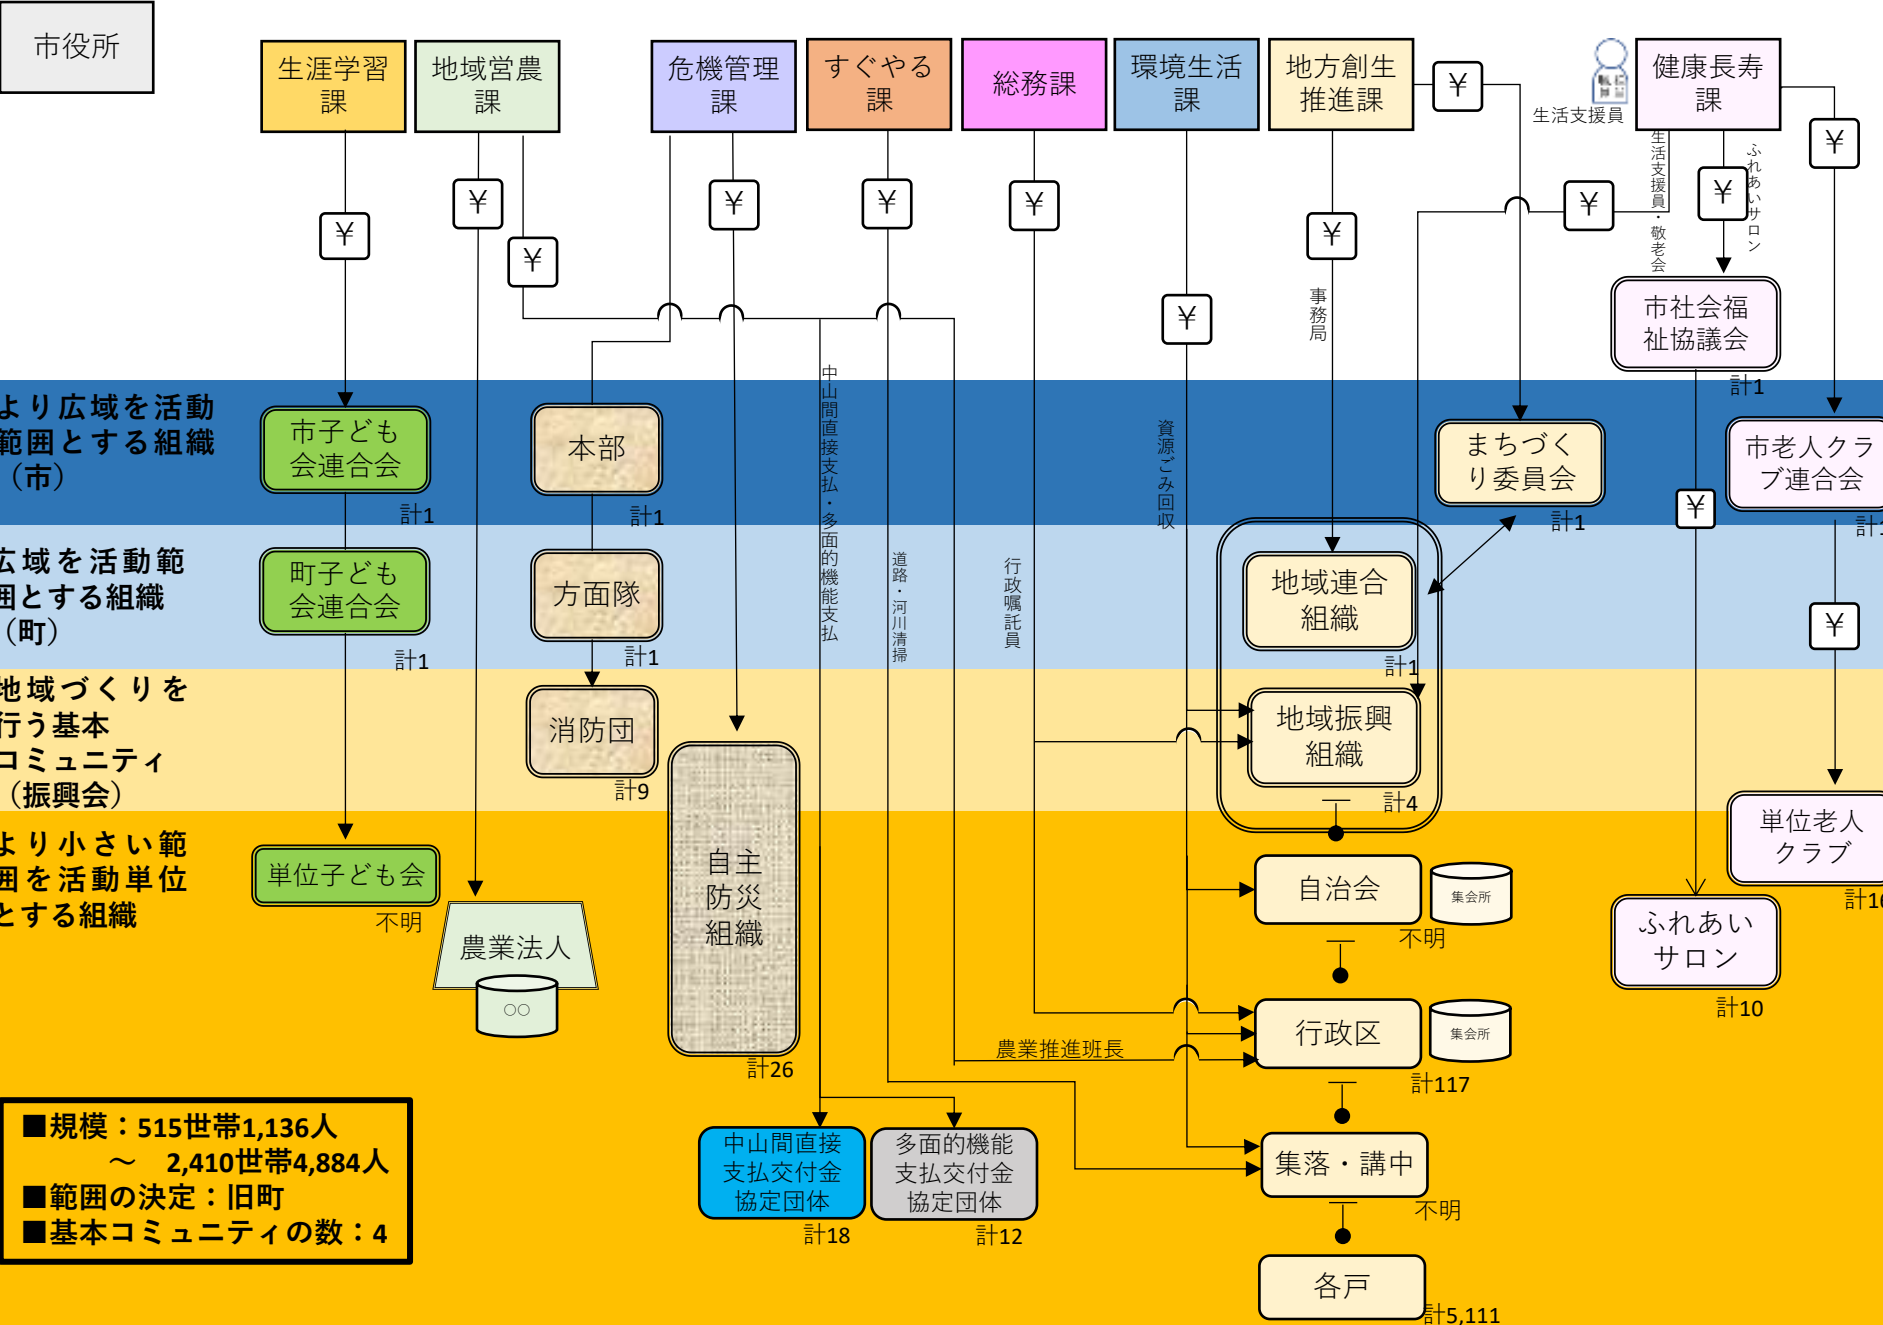 市役所
生涯学習
課
地域営農
課
危機管理
課
すぐやる
課
総務課
環境生活
課
地方創生
推進課
¥
生活支援員
健康長寿
課
¥
¥
¥
¥
¥
¥
¥
¥
¥
¥
¥
生活支援員・敬老会
ふれあいサロン
事務局
市社会福
祉協議会
計1
より広域を活動
範囲とする組織
（市）
市子ども
会連合会
計1
本部
計1
中山間直接支払・多面的機能支払
資源ごみ回収
まちづく
り委員会
計1
¥
市老人クラ
ブ連合会
計1
広域を活動範
囲とする組織
（町）
町子ども
会連合会
計1
方面隊
計1
道路・河川清掃
行政嘱託員
地域連合
組織
計1
¥
地域づくりを
行う基本
コミュニティ
（振興会）
消防団
計9
地域振興
組織
計4
より小さい範
囲を活動単位
とする組織
単位子ども会
不明
農業法人
○○
自主
防災
組織
計26
自治会
不明
集会所
単位老人
クラブ
計16
ふれあい
サロン
計10
農業推進班長
行政区
計117
集会所
中山間直接
支払交付金
協定団体
計18
多面的機能
支払交付金
協定団体
計12
集落・講中
不明
各戸
計5,111
■規模：515世帯1,136人
～ 2,410世帯4,884人
■範囲の決定：旧町
■基本コミュニティの数：4